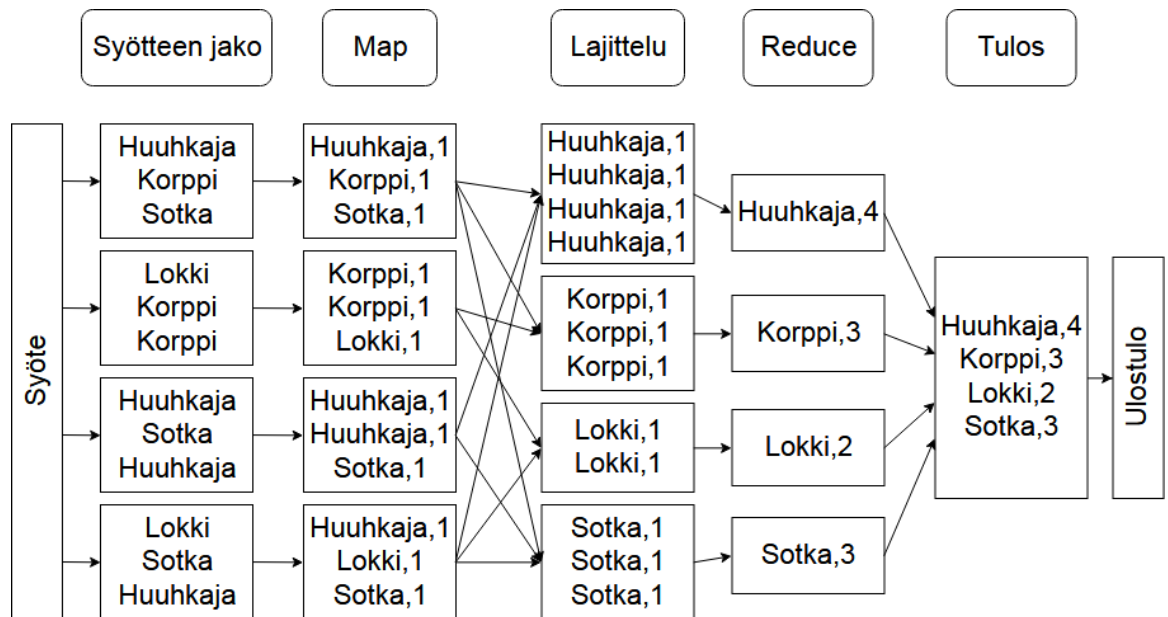 Syötteen jako
Map
Lajittelu
Reduce
Tulos
Syöte
Huuhkaja
Korppi
Sotka
Lokki
Korppi
Korppi
Huuhkaja
Sotka
Huuhkaja
Lokki
Sotka
Huuhkaja
Huuhkaja,1
Korppi,1
Sotka,1
Korppi,1
Korppi,1
Lokki,1
Huuhkaja,1
Huuhkaja,1
Sotka,1
Huuhkaja,1
Lokki,1
Sotka,1
Huuhkaja,1
Huuhkaja,1
Huuhkaja,1
Huuhkaja,1
Korppi,1
Korppi,1
Korppi,1
Lokki,1
Lokki,1
Sotka,1
Sotka,1
Sotka,1
Huuhkaja,4
Korppi,3
Lokki,2
Sotka,3
Huuhkaja,4
Korppi,3
Lokki,2
Sotka,3
Ulostulo